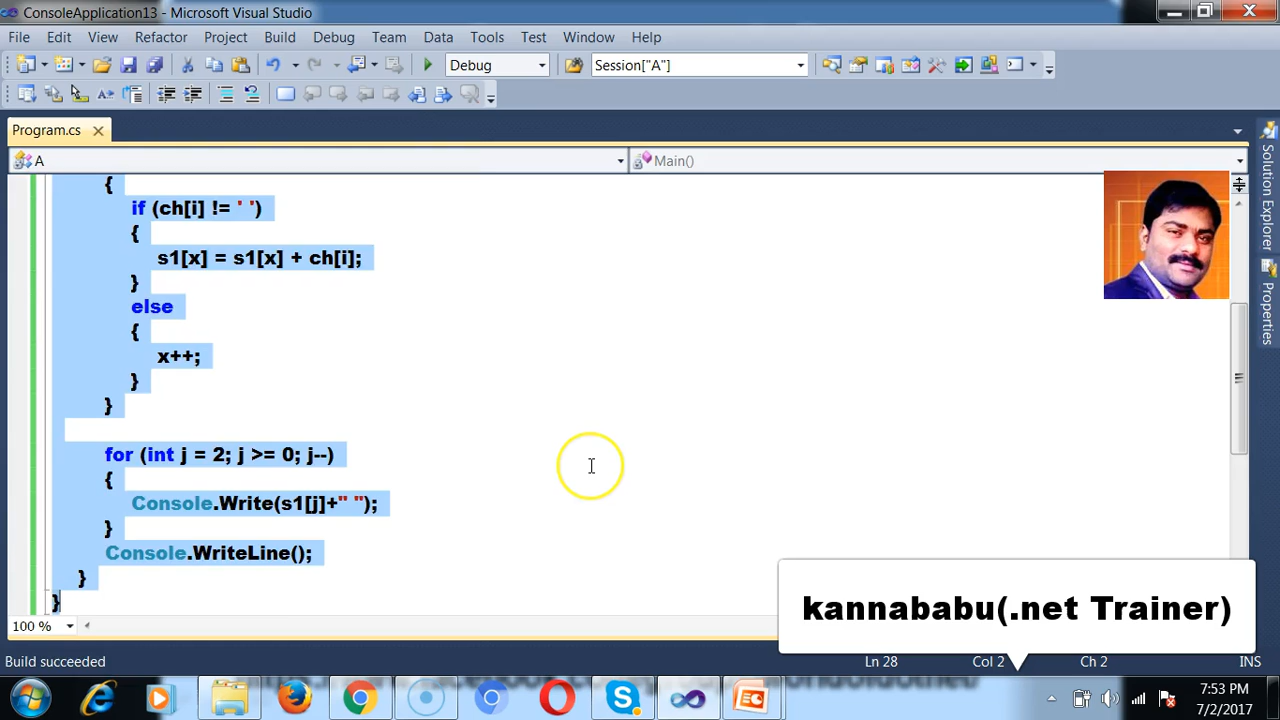 ConsoleApplication13 - Microsoft Visual Studio
File Edit View Refactor Project Build Debug Team Data Tools Test Window Help
Debug Session["A"]
Program.cs
A Main()
{
if (ch[i] != ' ')
{
s1[x] = s1[x] + ch[i];
}
else
{
x++;
}
}
for (int j = 2; j >= 0; j--)
{
Console.Write(s1[j]+" ");
}
Console.WriteLine();
}
}
Solution Explorer
Properties
kannababu(.net Trainer)
100 %
Build succeeded Ln 28 Col 2 Ch 2 INS
7:53 PM
7/2/2017